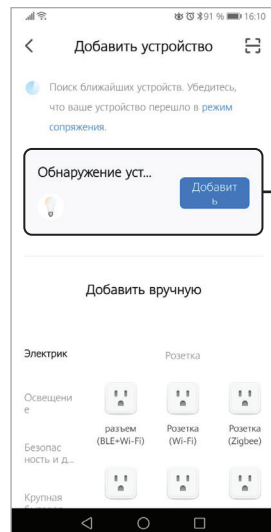 91 % 16:10
Добавить устройство
Поиск ближайших устройств. Убедитесь,
что ваше устройство перешло в режим
сопряжения.
Обнаружение уст...
Добавит
ь
Добавить вручную
Электрик
Розетка
Освещени
е
разъем
(BLE+Wi-Fi)
Розетка
(Wi-Fi)
Розетка
(Zigbee)
Безопас
ность и д...
Крупная